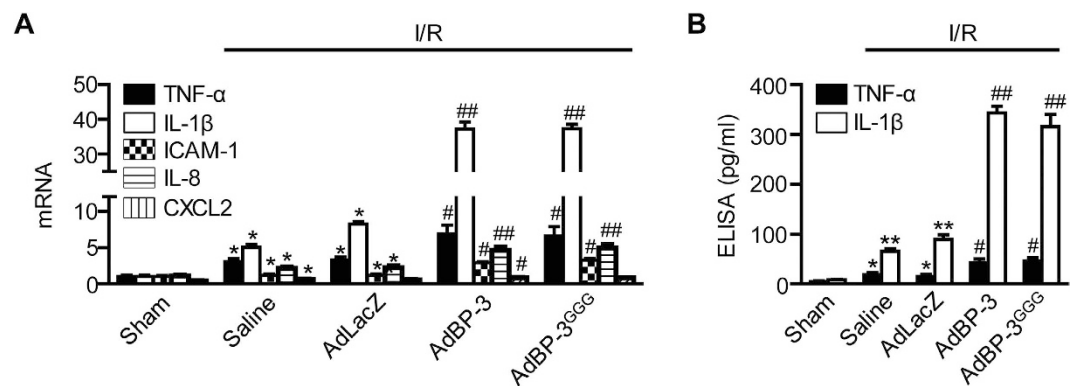 A
I/R
mRNA
50
40
30
10
5
0
TNF-α
IL-1β
ICAM-1
IL-8
CXCL2
* * * * *
* * * *
# ## # ## #
# ## # ##
Sham
Saline
AdLacZ
AdBP-3
AdBP-3GGG
B
I/R
ELISA (pg/ml)
400
300
200
100
0
TNF-α
IL-1β
* **
* **
# ##
# ##
Sham
Saline
AdLacZ
AdBP-3
AdBP-3GGG